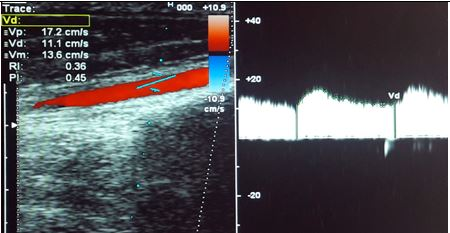 Trace:
Vd:
≡Vp: 17.2 cm/s
≡Vd: 11.1 cm/s
≡Vm: 13.6 cm/s
RI: 0.36
PI: 0.45
H 000 +10.9
-10.9
cm/s
+40
+20
Vd
-20